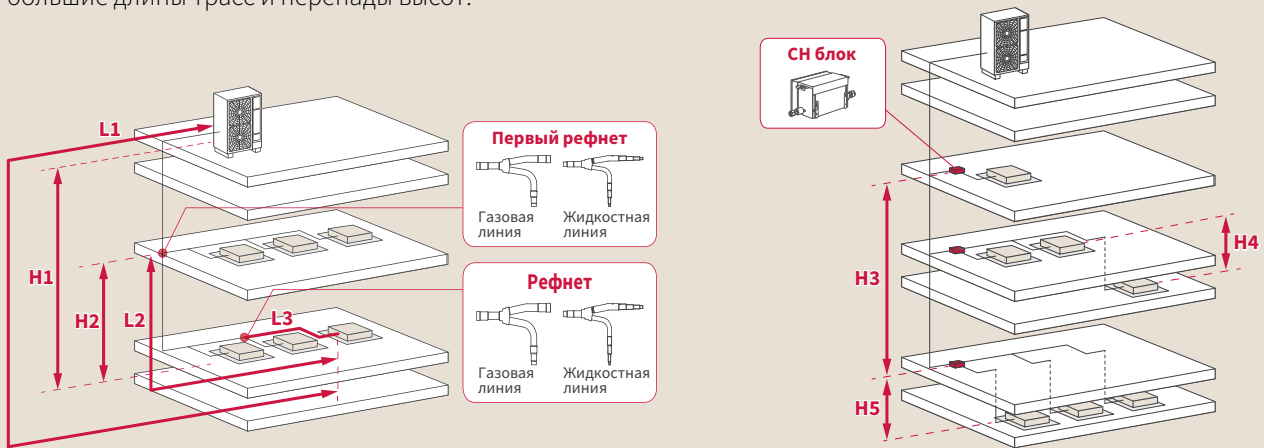 большие длины трасс и перепады высот.
L1
H1
H2
L2
L3
Первый рефнет
Газовая
линия
Жидкостная
линия
Рефнет
Газовая
линия
Жидкостная
линия
CH блок
H3
H4
H5